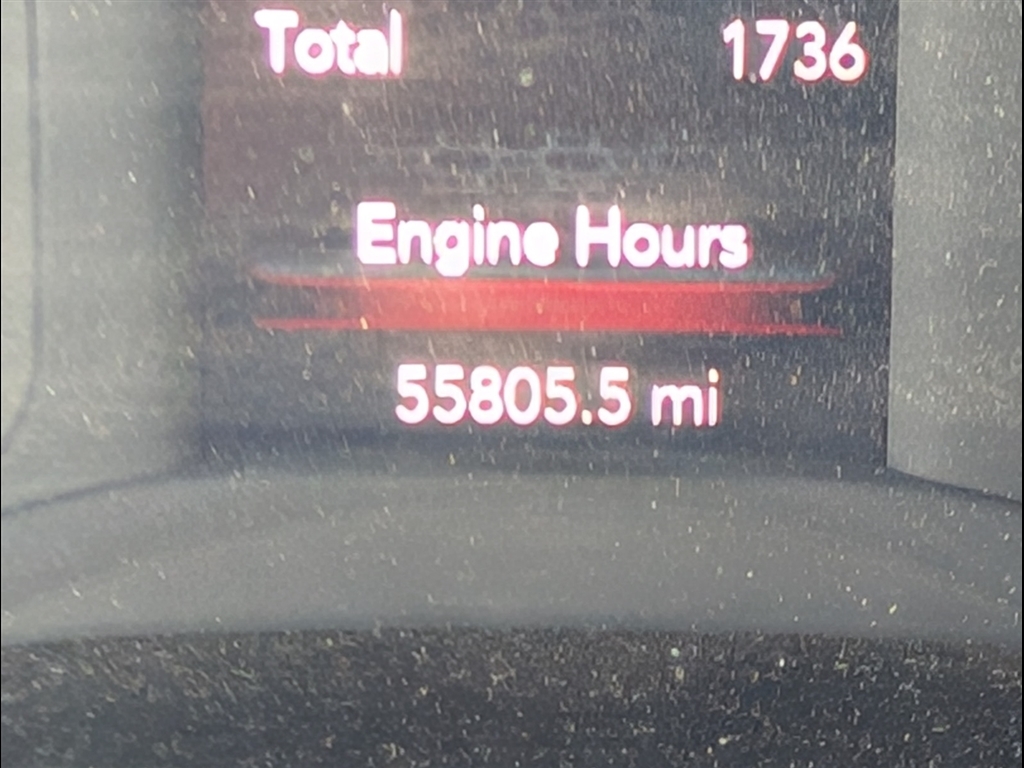 Total 1736
Engine Hours
55805.5 mi